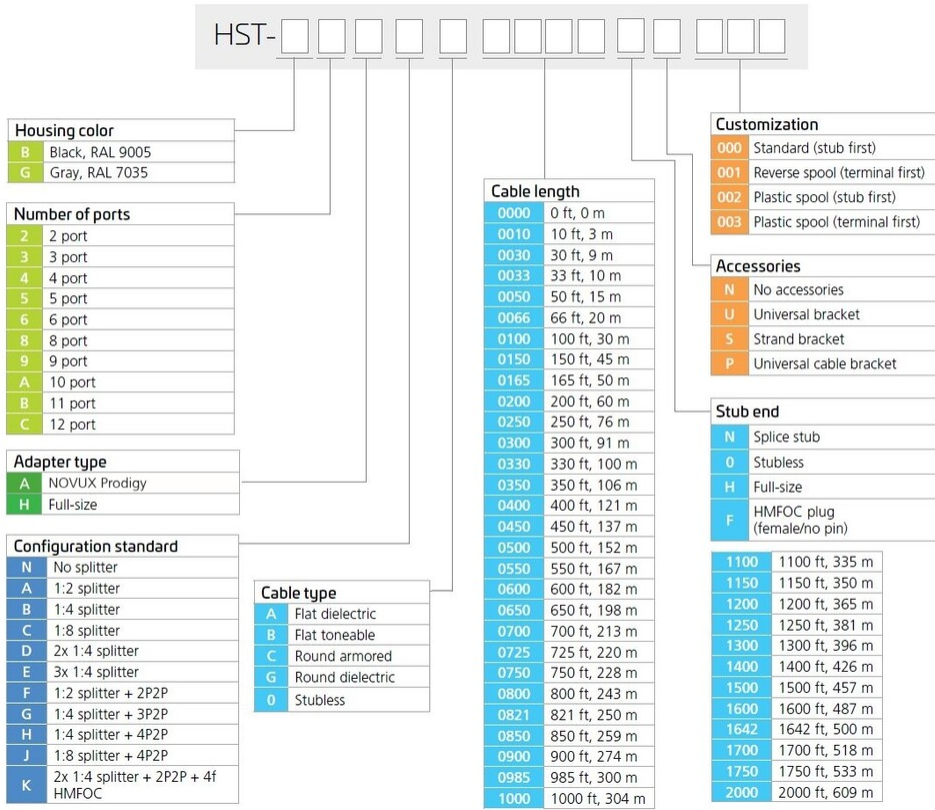 HST-
Housing color
B Black, RAL 9005
G Gray, RAL 7035
Number of ports
2 2 port
3 3 port
4 4 port
5 5 port
6 6 port
8 8 port
9 9 port
A 10 port
B 11 port
C 12 port
Adapter type
A NOVUX Prodigy
H Full-size
Configuration standard
N No splitter
A 1:2 splitter
B 1:4 splitter
C 1:8 splitter
D 2x 1:4 splitter
E 3x 1:4 splitter
F 1:2 splitter + 2P2P
G 1:4 splitter + 3P2P
H 1:4 splitter + 4P2P
J 1:8 splitter + 4P2P
K 2x 1:4 splitter + 2P2P + 4f
HMFOC
Cable type
A Flat dielectric
B Flat toneable
C Round armored
G Round dielectric
0 Stubless
Cable length
0000 0 ft, 0 m
0010 10 ft, 3 m
0030 30 ft, 9 m
0033 33 ft, 10 m
0050 50 ft, 15 m
0066 66 ft, 20 m
0100 100 ft, 30 m
0150 150 ft, 45 m
0165 165 ft, 50 m
0200 200 ft, 60 m
0250 250 ft, 76 m
0300 300 ft, 91 m
0330 330 ft, 100 m
0350 350 ft, 106 m
0400 400 ft, 121 m
0450 450 ft, 137 m
0500 500 ft, 152 m
0550 550 ft, 167 m
0600 600 ft, 182 m
0650 650 ft, 198 m
0700 700 ft, 213 m
0725 725 ft, 220 m
0750 750 ft, 228 m
0800 800 ft, 243 m
0821 821 ft, 250 m
0850 850 ft, 259 m
0900 900 ft, 274 m
0985 985 ft, 300 m
1000 1000 ft, 304 m
Customization
000 Standard (stub first)
001 Reverse spool (terminal first)
002 Plastic spool (stub first)
003 Plastic spool (terminal first)
Accessories
N No accessories
U Universal bracket
S Strand bracket
P Universal cable bracket
Stub end
N Splice stub
0 Stubless
H Full-size
F HMFOC plug
(female/no pin)
1100 1100 ft, 335 m
1150 1150 ft, 350 m
1200 1200 ft, 365 m
1250 1250 ft, 381 m
1300 1300 ft, 396 m
1400 1400 ft, 426 m
1500 1500 ft, 457 m
1600 1600 ft, 487 m
1642 1642 ft, 500 m
1700 1700 ft, 518 m
1750 1750 ft, 533 m
2000 2000 ft, 609 m